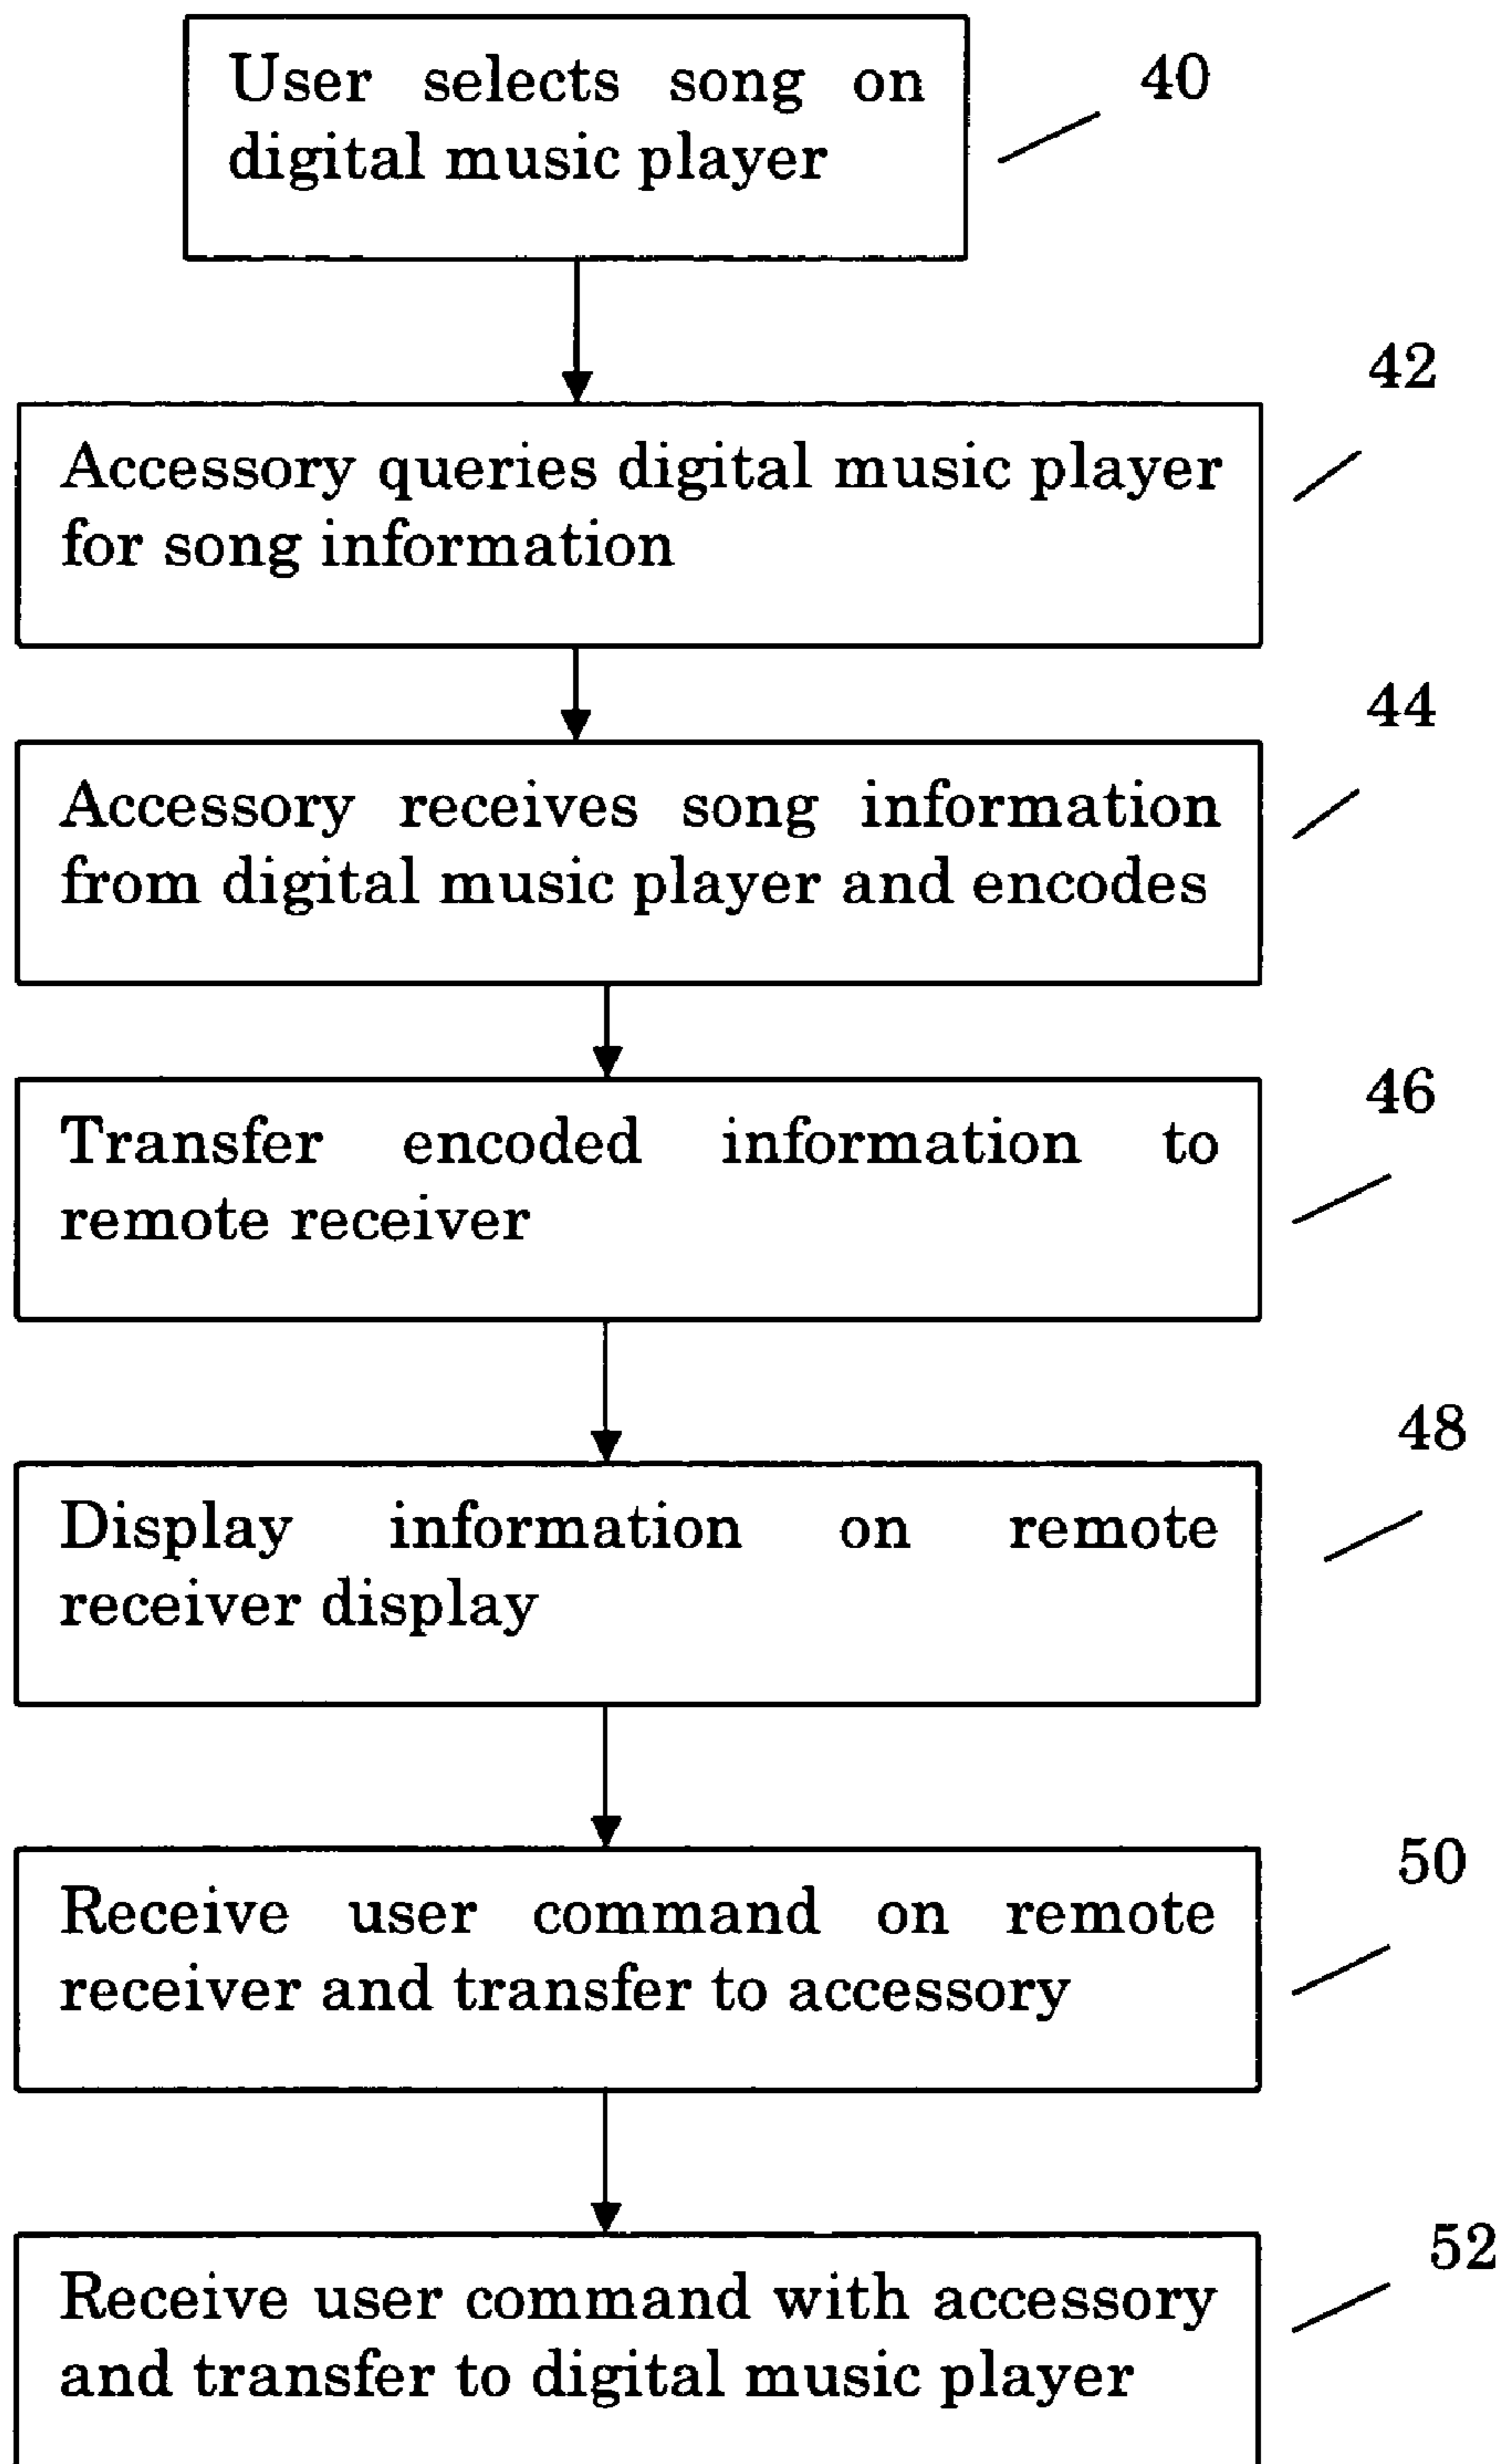 User selects song on
digital music player
40
42
Accessory queries digital music player
for song information
44
Accessory receives song information
from digital music player and encodes
46
Transfer encoded information to
remote receiver
48
Display information on remote
receiver display
50
Receive user command on remote
receiver and transfer to accessory
52
Receive user command with accessory
and transfer to digital music player